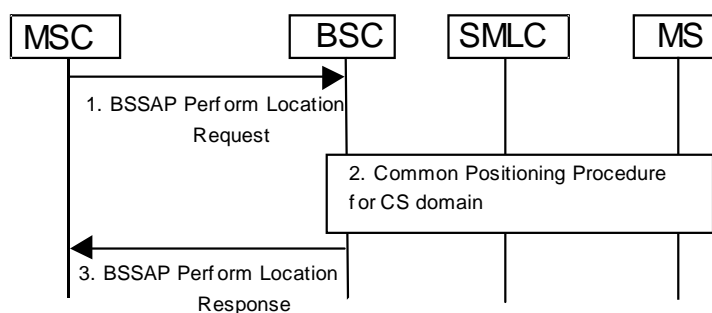 MSC
BSC
SMLC
MS
1. BSSAP Perform Location
Request
2. Common Positioning Procedure
for CS domain
3. BSSAP Perform Location
Response